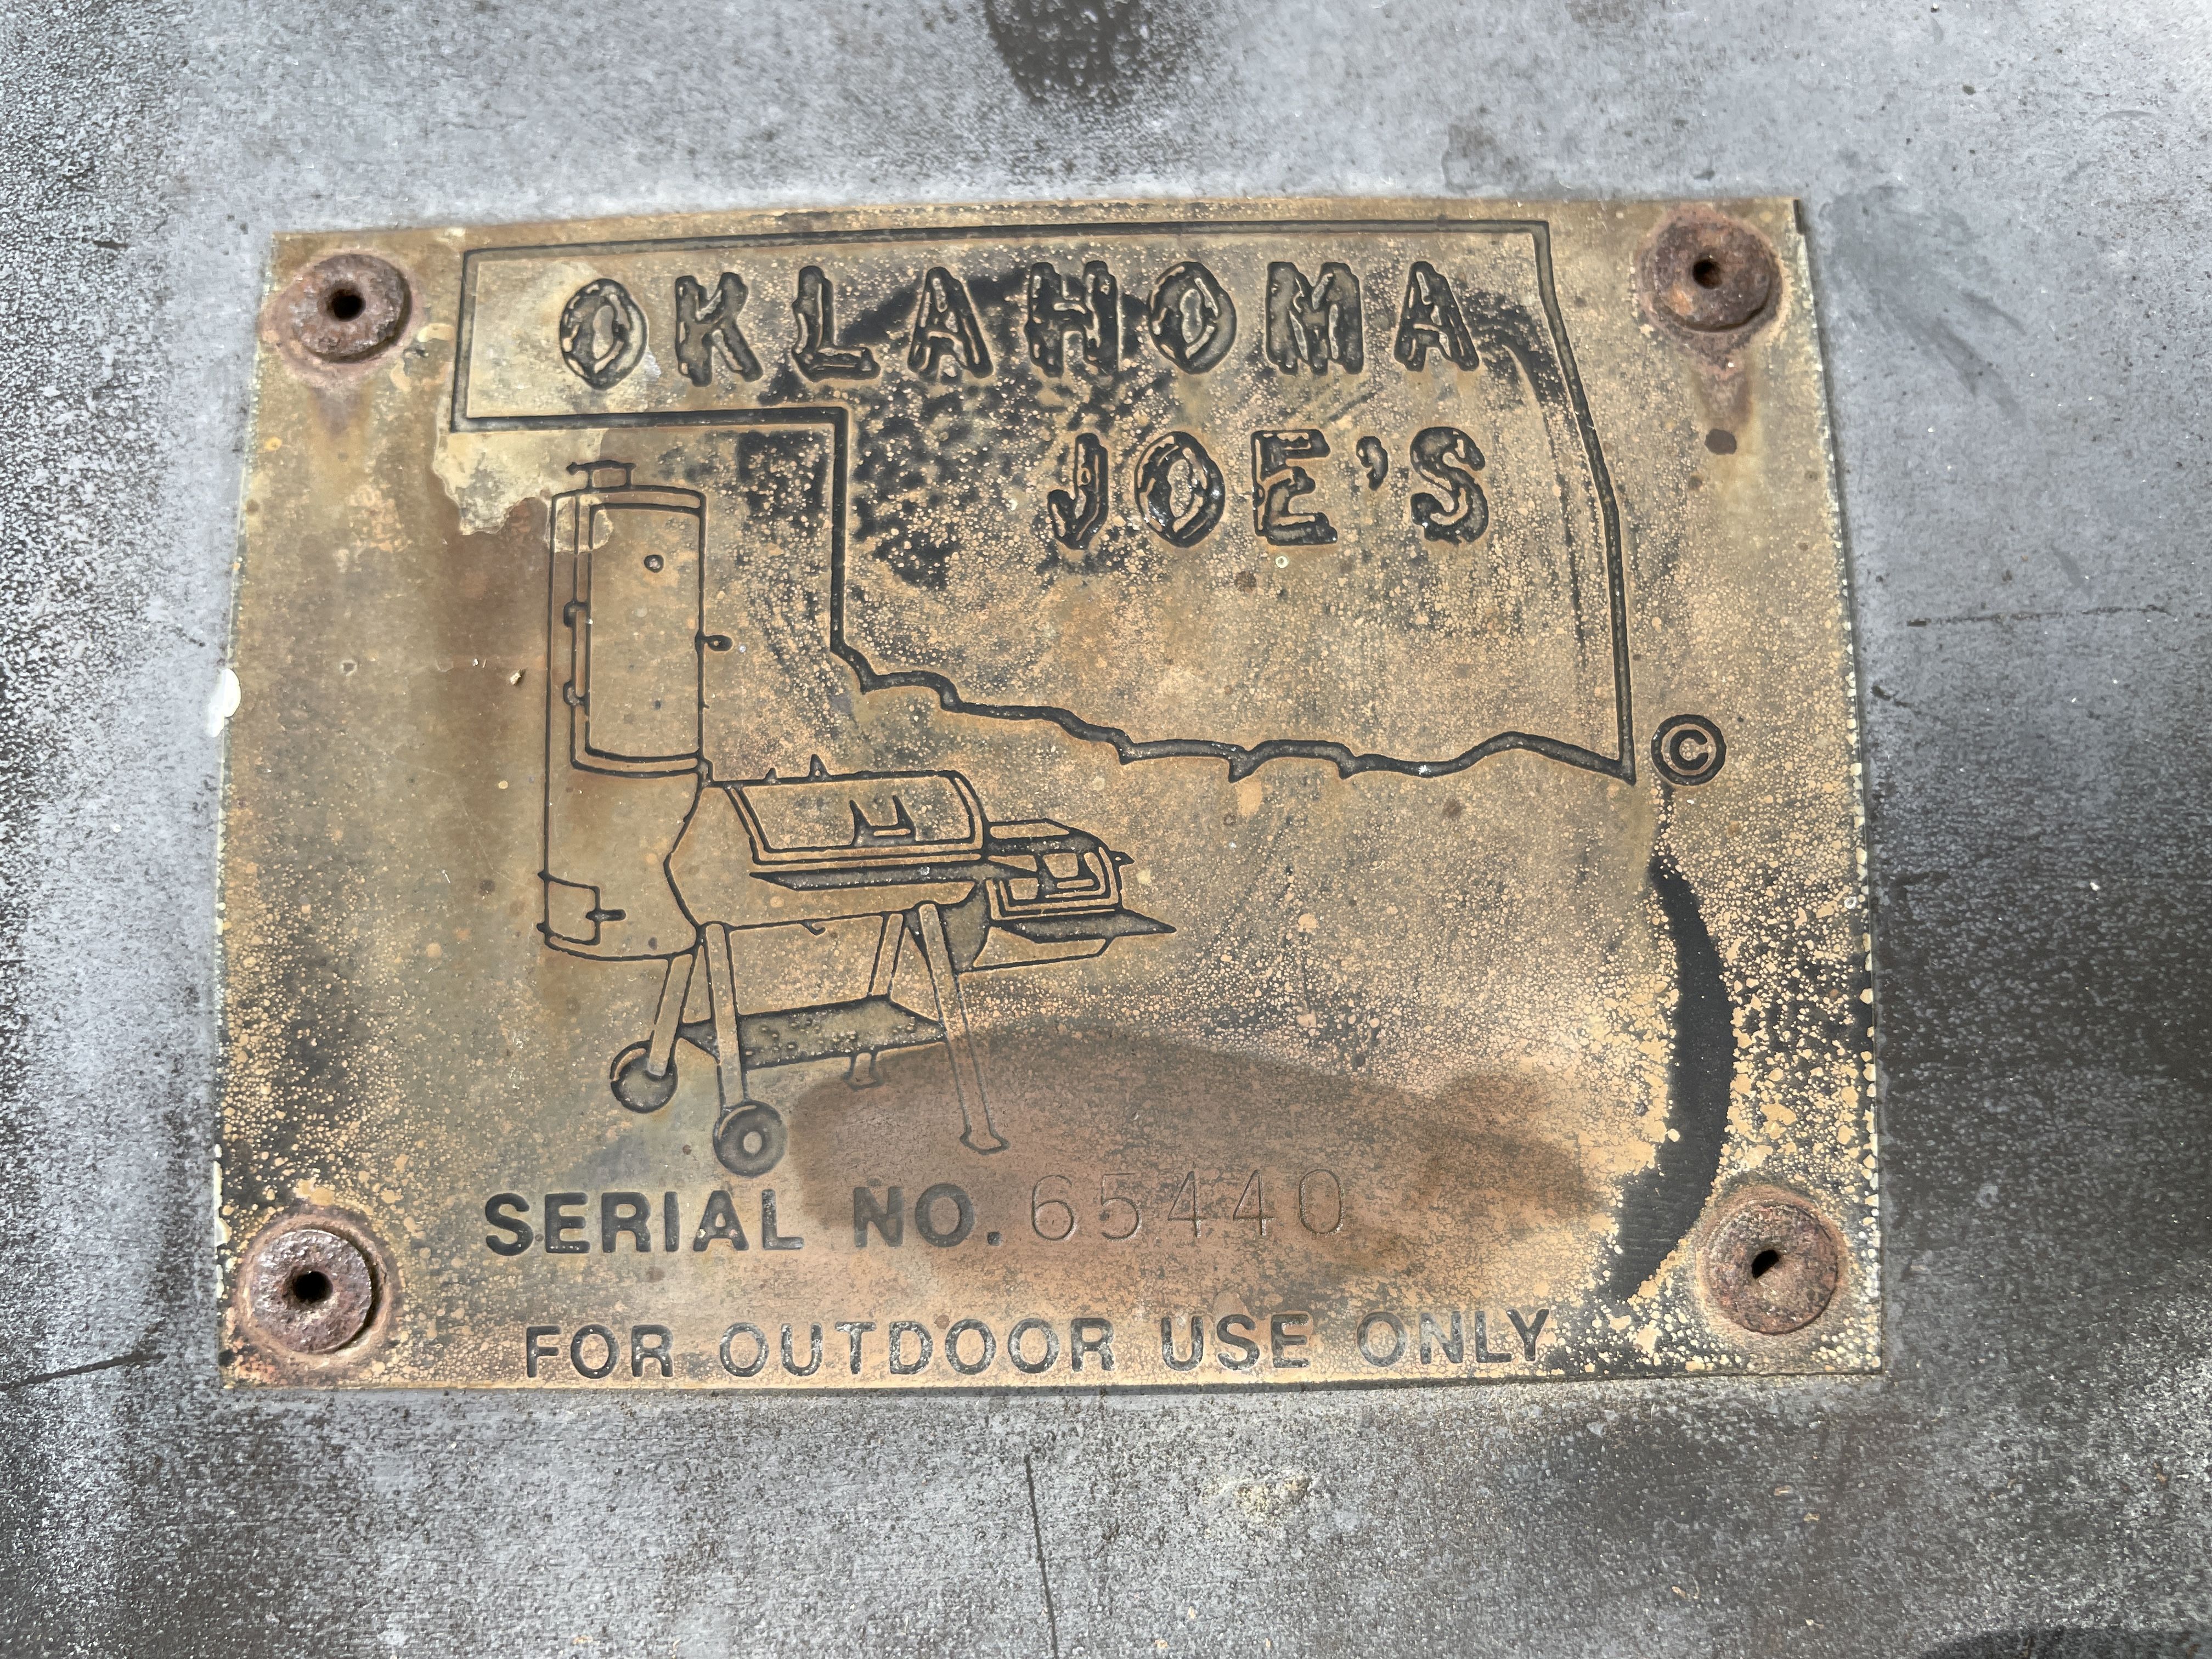 OKLAHOMA
JOE'S
©
SERIAL NO. 65440
FOR OUTDOOR USE ONLY